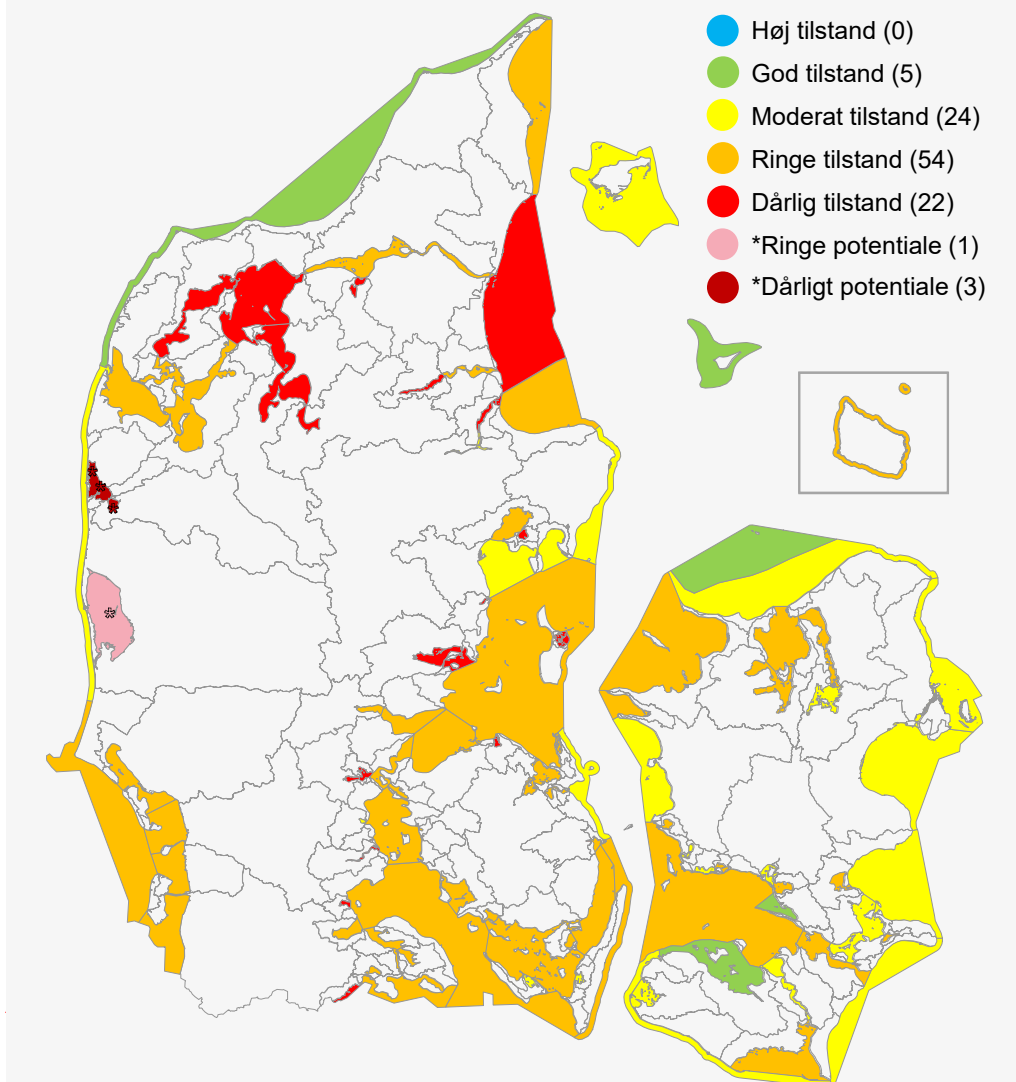 Høj tilstand (0)
God tilstand (5)
Moderat tilstand (24)
Ringe tilstand (54)
Dårlig tilstand (22)
*Ringe potentiale (1)
*Dårligt potentiale (3)